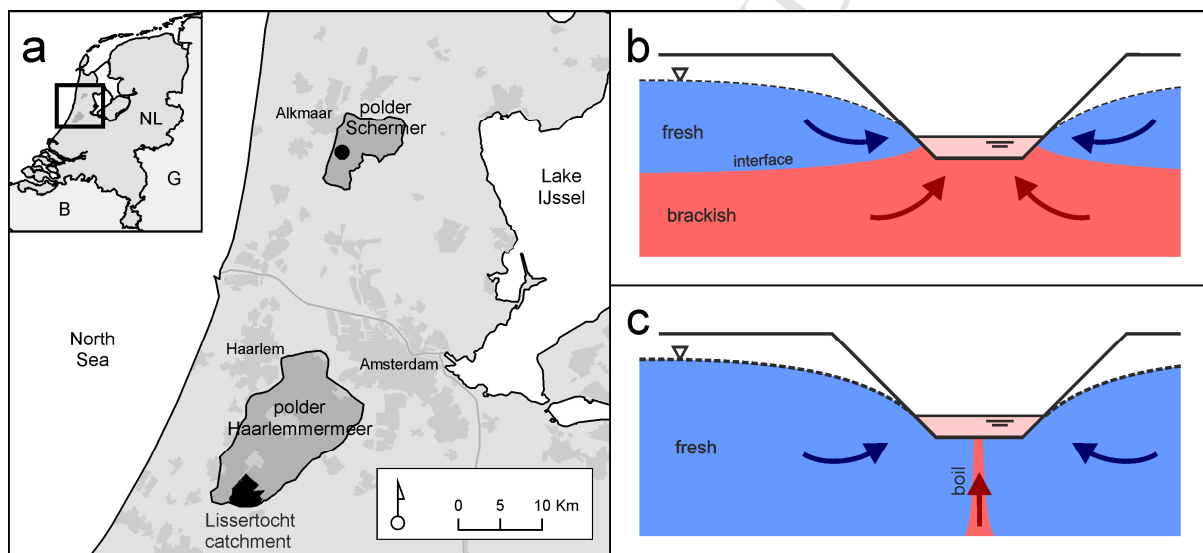 a
NL
G
B
Alkmaar
polder
Schermer
Lake
IJssel
North
Sea
Haarlem
Amsterdam
polder
Haarlemmermeer
Lissertocht
catchment
0 5 10 Km
b
fresh
interface
brackish
c
fresh
boil